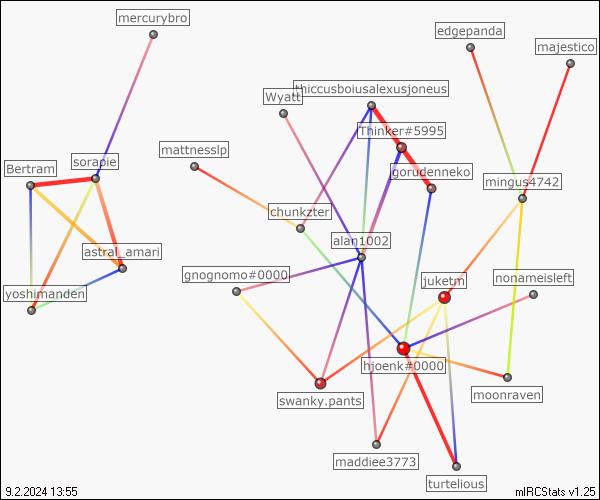 mercurybro
edgepanda
majestico
thiccusboiusalexusjoneus
Wyatt
Thinker#5995
mattnesslp
sorapie
Bertram
gorudenneko
mingus4742
chunkzter
alan1002
astral_amari
gnognomo#0000
juketm
nonameisleft
yoshimanden
hjoenk#0000
moonraven
swanky.pants
maddiee3773
turtelious
9.2.2024 13:55
mIRCStats v1.25